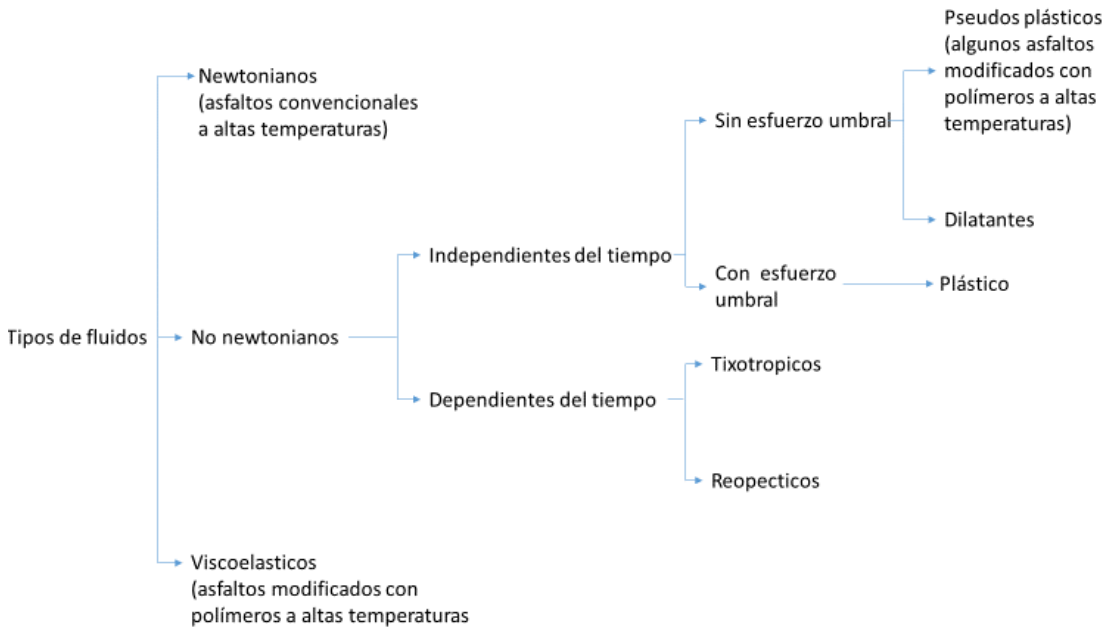 Tipos de fluidos
Newtonianos
(asfaltos convencionales
a altas temperaturas)
No newtonianos
Independientes del tiempo
Sin esfuerzo umbral
Pseudos plásticos
(algunos asfaltos
modificados con
polímeros a altas
temperaturas)
Dilatantes
Con esfuerzo
umbral
Plástico
Dependientes del tiempo
Tixotropicos
Reopecticos
Viscoelasticos
(asfaltos modificados con
polímeros a altas temperaturas